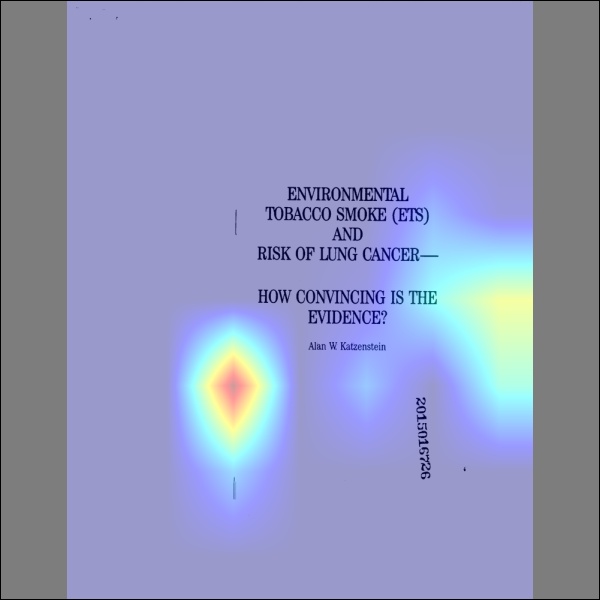 ENVIRONMENTAL
TOBACCO SMOKE (ETS)
AND
RISK OF LUNG CANCER—
HOW CONVINCING IS THE
EVIDENCE?
Alan W. Katzenstein
2015016726